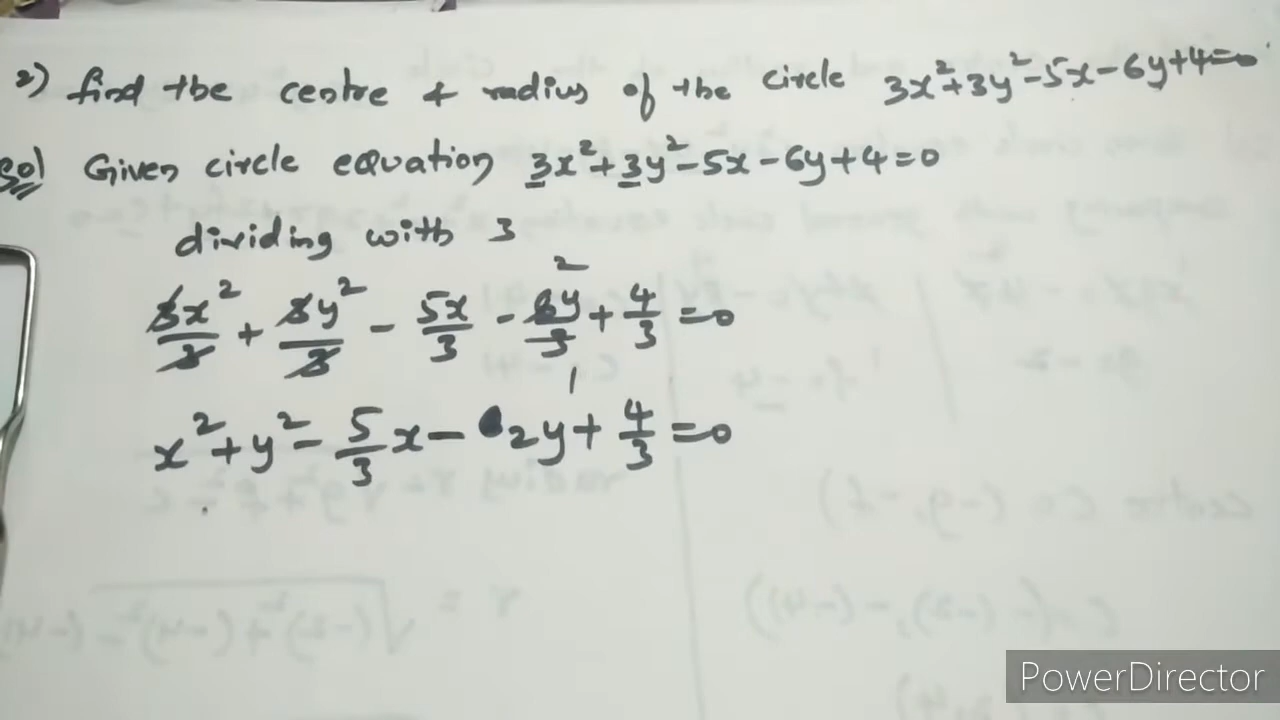 2) find the centre & radius of the circle 3x²+3y²-5x-6y+4=0
Sol Given circle equation 3x²+3y²-5x-6y+4=0
dividing with 3
3x²/3 + 3y²/3 - 5x/3 - 6y/3 + 4/3 = 0
x²+y²- 5/3 x - 2y + 4/3 = 0
PowerDirector